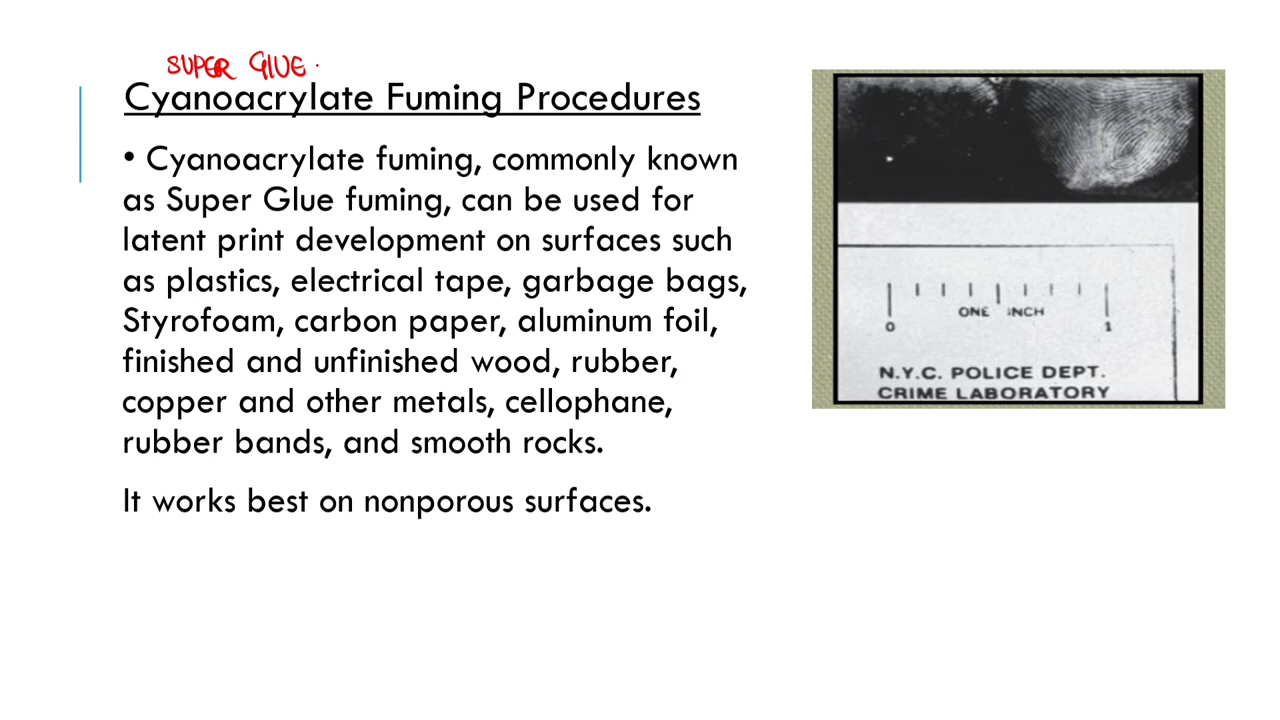 SUPER GLUE.
Cyanoacrylate Fuming Procedures
• Cyanoacrylate fuming, commonly known
as Super Glue fuming, can be used for
latent print development on surfaces such
as plastics, electrical tape, garbage bags,
Styrofoam, carbon paper, aluminum foil,
finished and unfinished wood, rubber,
copper and other metals, cellophane,
rubber bands, and smooth rocks.
It works best on nonporous surfaces.
ONE INCH
0 1
N.Y.C. POLICE DEPT.
CRIME LABORATORY